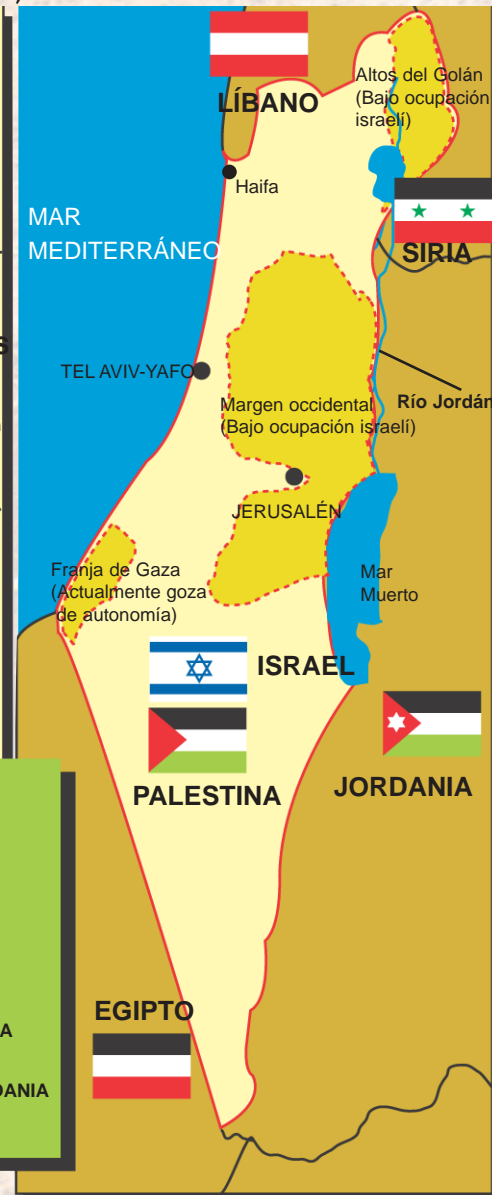 LÍBANO
Altos del Golán
(Bajo ocupación
israelí)
Haifa
MAR
MEDITERRÁNEO
SIRIA
S
TEL AVIV-YAFO
Margen occidental
(Bajo ocupación israelí)
Río Jordán
JERUSALÉN
Franja de Gaza
(Actualmente goza
de autonomía)
Mar
Muerto
ISRAEL
PALESTINA
JORDANIA
EGIPTO
A
DANIA